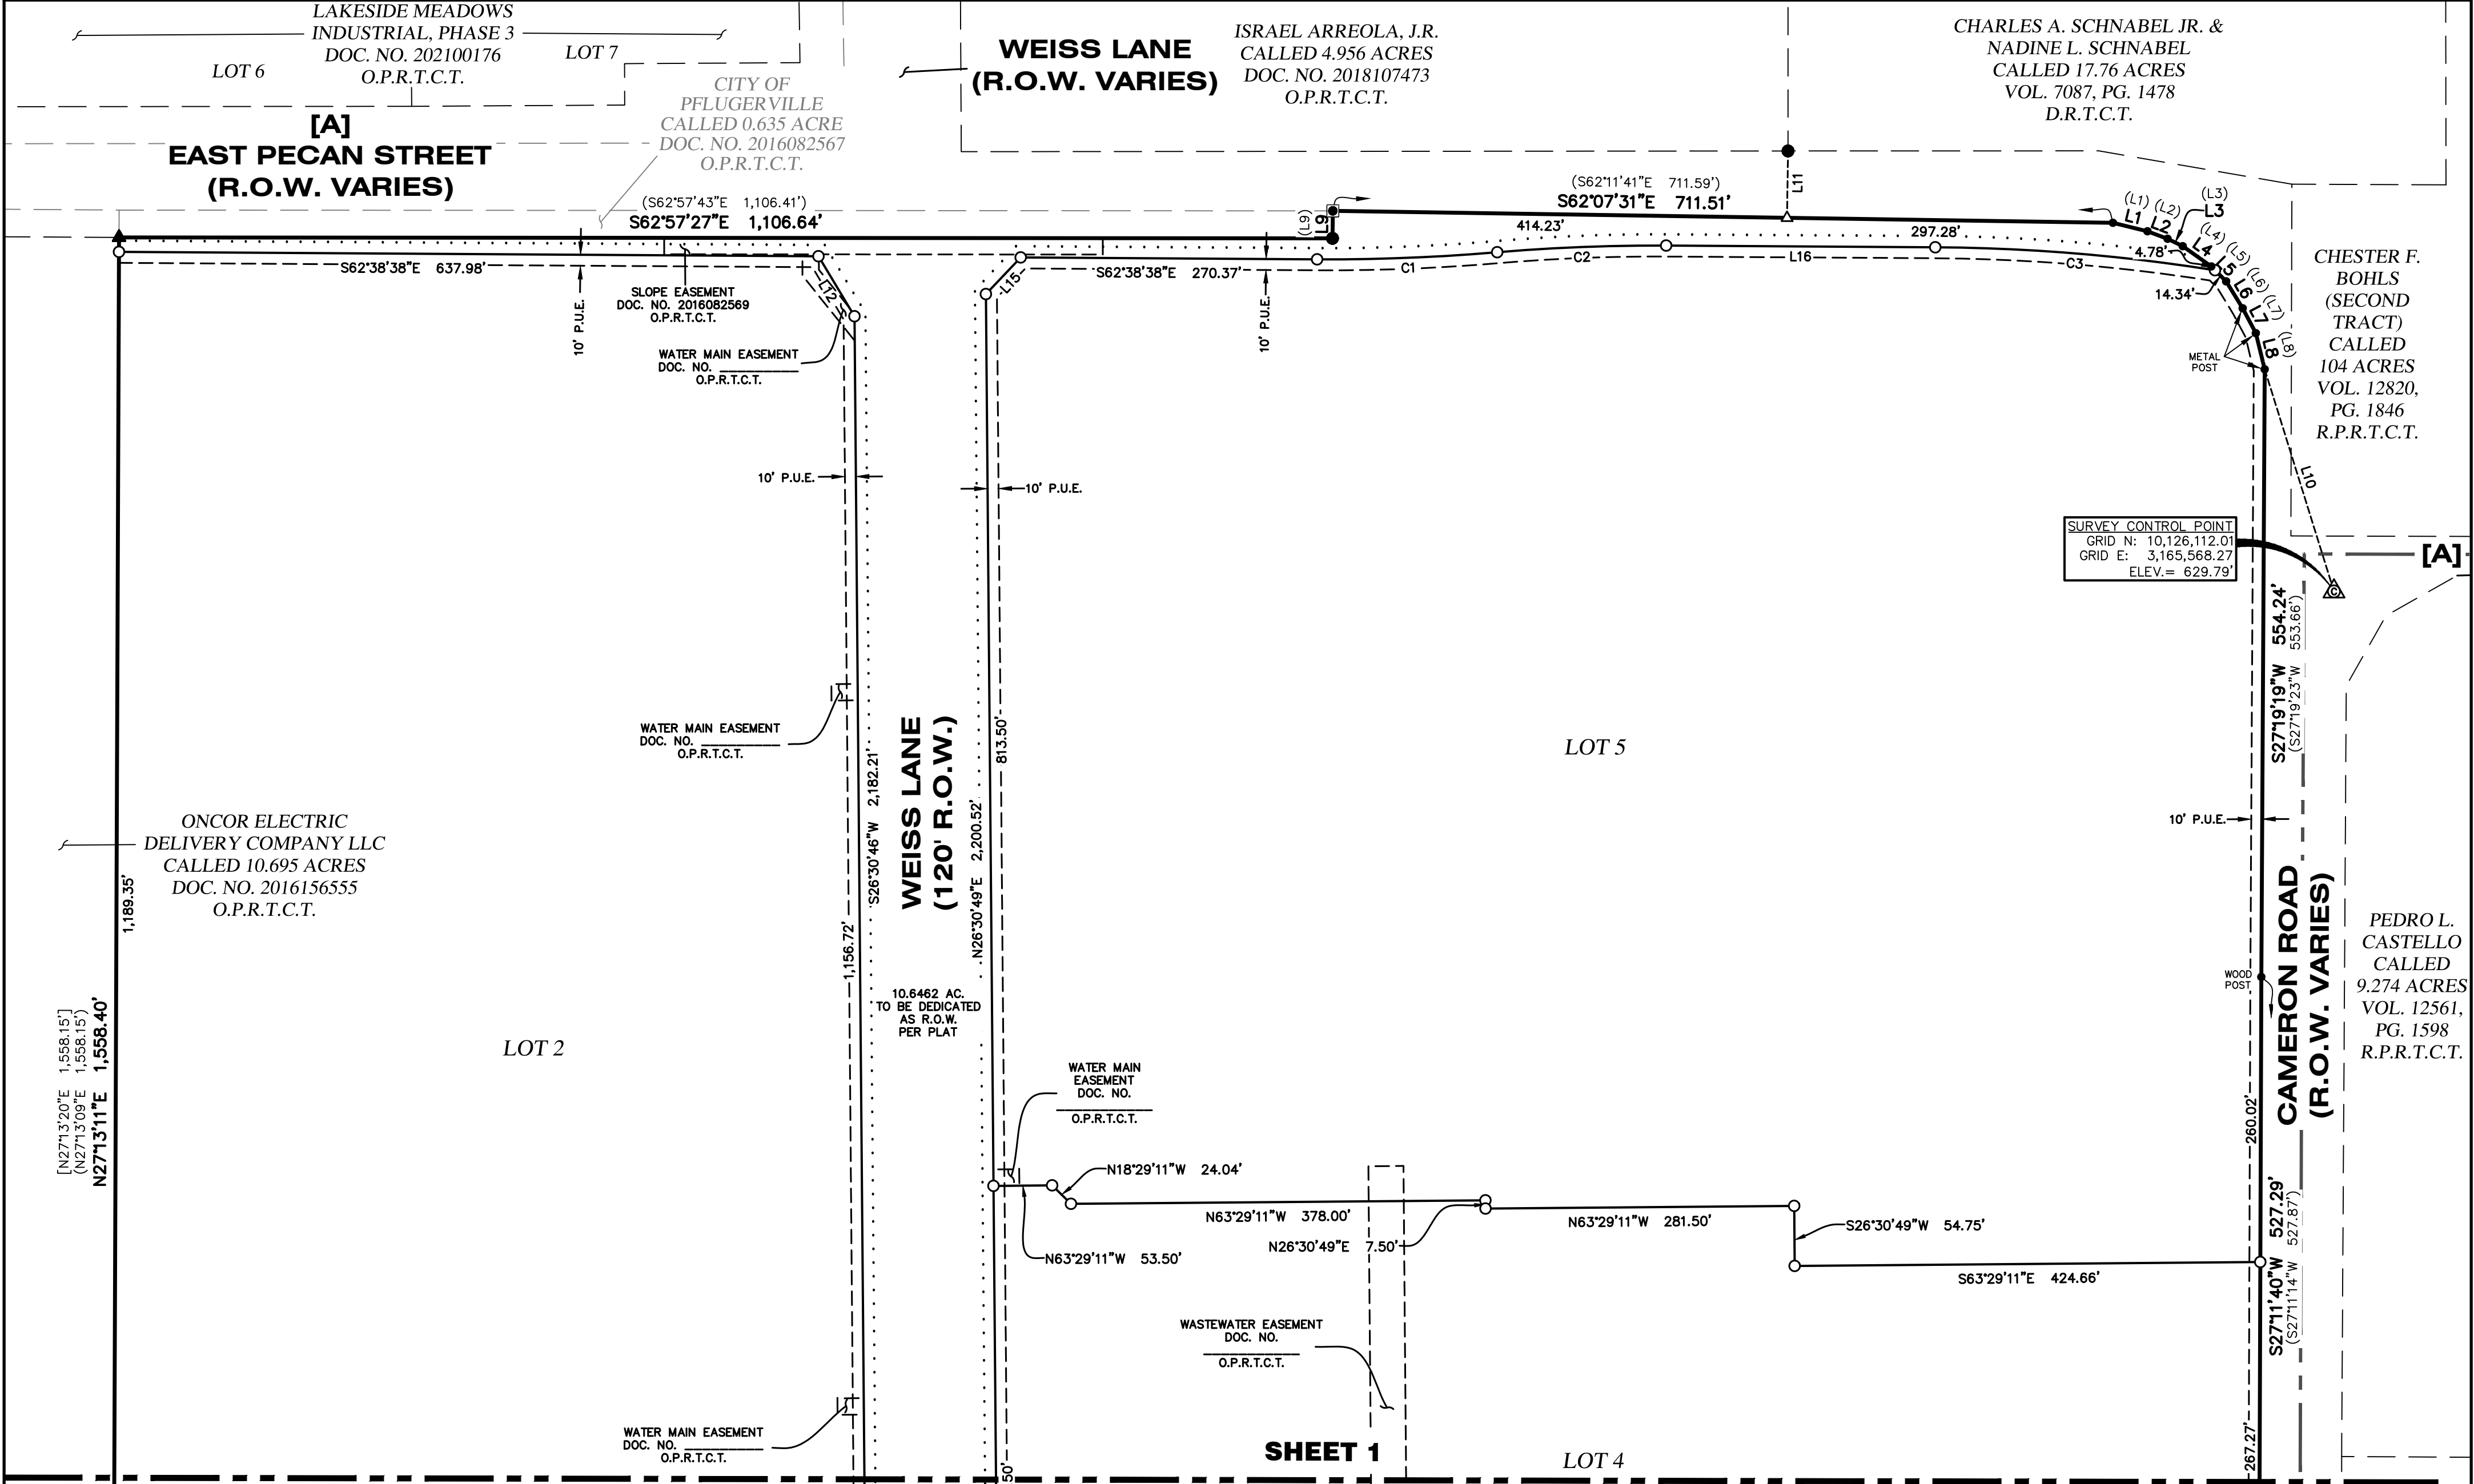 LAKESIDE MEADOWS
INDUSTRIAL, PHASE 3
DOC. NO. 202100176
O.P.R.T.C.T.
LOT 6
LOT 7
[A]
EAST PECAN STREET
(R.O.W. VARIES)
CITY OF
PFLUGERVILLE
CALLED 0.635 ACRE
DOC. NO. 2016082567
O.P.R.T.C.T.
WEISS LANE
(R.O.W. VARIES)
ISRAEL ARREOLA, J.R.
CALLED 4.956 ACRES
DOC. NO. 2018107473
O.P.R.T.C.T.
CHARLES A. SCHNABEL JR. &
NADINE L. SCHNABEL
CALLED 17.76 ACRES
VOL. 7087, PG. 1478
D.R.T.C.T.
(S62°57'43"E 1,106.41')
S62°57'27"E 1,106.64'
(L9)
L9
(S62°11'41"E 711.59')
S62°07'31"E 711.51'
L11
414.23'
297.28'
(L1)
L1
(L2)
L2
(L3)
L3
(L4)
L4
(L5)
L5
(L6)
L6
(L7)
L7
(L8)
L8
4.78'
14.34'
METAL
POST
S62°38'38"E 637.98'
10' P.U.E.
SLOPE EASEMENT
DOC. NO. 2016082569
O.P.R.T.C.T.
L12
WATER MAIN EASEMENT
DOC. NO. __________
O.P.R.T.C.T.
L15
S62°38'38"E 270.37'
10' P.U.E.
C1
C2
L16
C3
CHESTER F.
BOHLS
(SECOND
TRACT)
CALLED
104 ACRES
VOL. 12820,
PG. 1846
R.P.R.T.C.T.
L10
10' P.U.E.
10' P.U.E.
SURVEY CONTROL POINT
GRID N: 10,126,112.01
GRID E: 3,165,568.27
ELEV.= 629.79'
C
[A]
S27°19'19"W 554.24'
(S27°19'23"W 553.66')
WATER MAIN EASEMENT
DOC. NO. __________
O.P.R.T.C.T.
S26°30'46"W 2,182.21'
WEISS LANE
(120' R.O.W.)
813.50'
N26°30'49"E 2,200.52'
LOT 5
10' P.U.E.
ONCOR ELECTRIC
DELIVERY COMPANY LLC
CALLED 10.695 ACRES
DOC. NO. 2016156555
O.P.R.T.C.T.
1,189.35'
1,156.72'
CAMERON ROAD
(R.O.W. VARIES)
PEDRO L.
CASTELLO
CALLED
9.274 ACRES
VOL. 12561,
PG. 1598
R.P.R.T.C.T.
WOOD
POST
10.6462 AC.
TO BE DEDICATED
AS R.O.W.
PER PLAT
LOT 2
[N27°13'20"E 1,558.15']
(N27°13'09"E 1,558.15')
N27°13'11"E 1,558.40'
WATER MAIN
EASEMENT
DOC. NO.
____________
O.P.R.T.C.T.
260.02'
N18°29'11"W 24.04'
N63°29'11"W 378.00'
N63°29'11"W 281.50'
S26°30'49"W 54.75'
N26°30'49"E 7.50'
N63°29'11"W 53.50'
S63°29'11"E 424.66'
S27°11'40"W 527.29'
(S27°11'14"W 527.87')
WASTEWATER EASEMENT
DOC. NO.
____________
O.P.R.T.C.T.
WATER MAIN EASEMENT
DOC. NO. __________
O.P.R.T.C.T.
SHEET 1
LOT 4
267.27'
50'